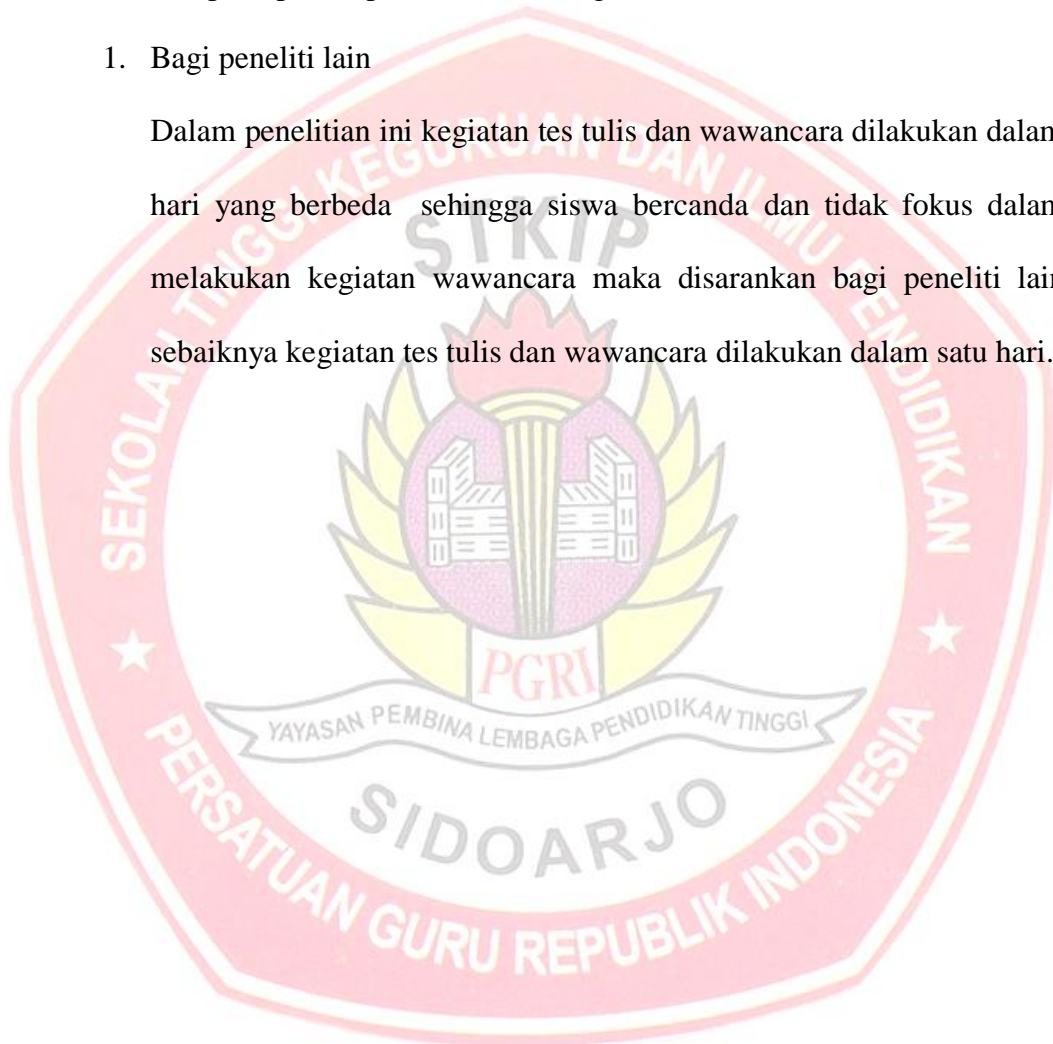 1. Bagi peneliti lain
Dalam penelitian ini kegiatan tes tulis dan wawancara dilakukan dalam
hari yang berbeda sehingga siswa bercanda dan tidak fokus dalam
melakukan kegiatan wawancara maka disarankan bagi peneliti lain
sebaiknya kegiatan tes tulis dan wawancara dilakukan dalam satu hari.
SEKOLAH TINGGI KEGURUAN DAN ILMU PENDIDIKAN
STKIP
PGRI
YAYASAN PEMBINA LEMBAGA PENDIDIKAN TINGGI
SIDOARJO
PERSATUAN GURU REPUBLIK INDONESIA